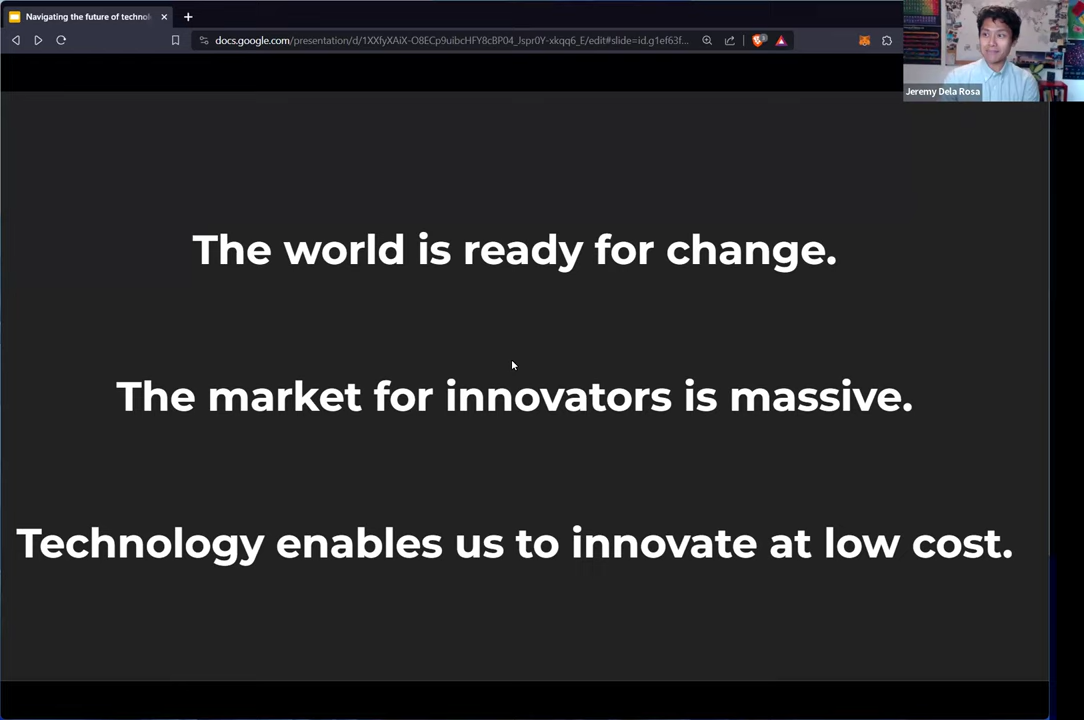 Navigating the future of technol
docs.google.com/presentation/d/1XXfyXAiX-O8ECp9uibcHFY8cBP04_Jspr0Y-xkqq6_E/edit#slide=id.g1ef63f...
Jeremy Dela Rosa
The world is ready for change.
The market for innovators is massive.
Technology enables us to innovate at low cost.